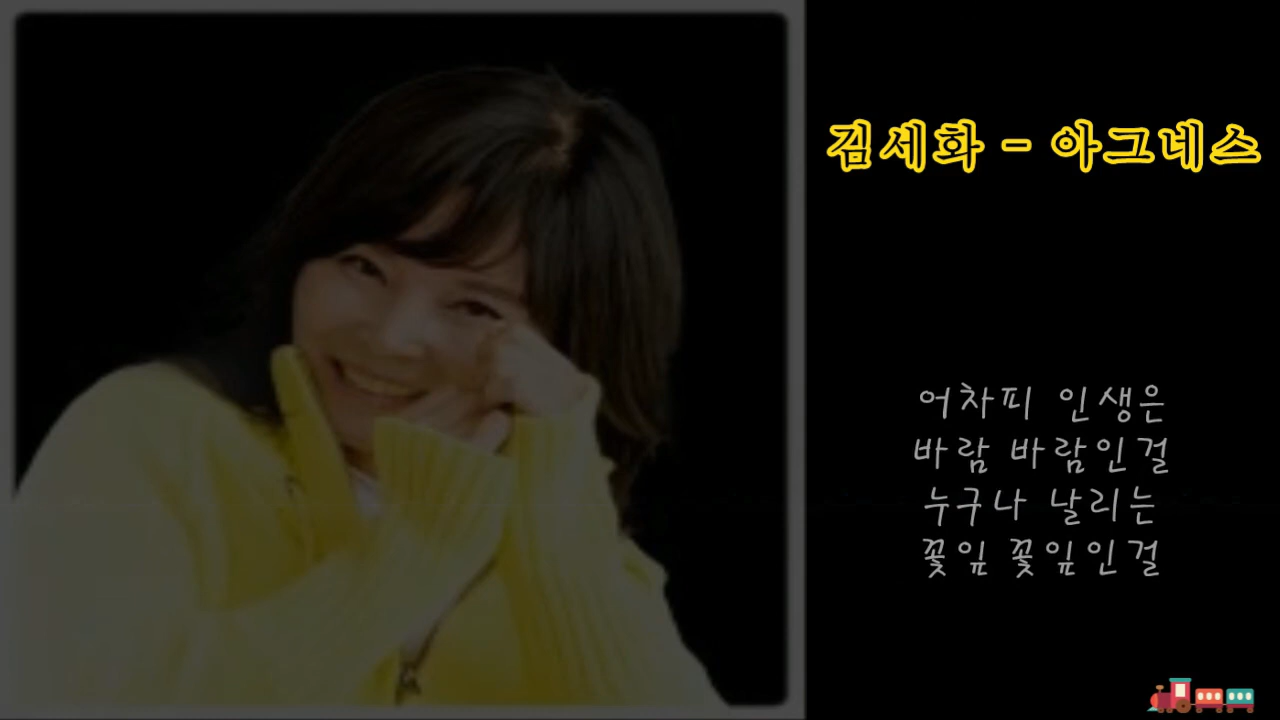 김세화 - 아그네스
어차피 인생은
바람 바람인걸
누구나 날리는
꽃잎 꽃잎인걸